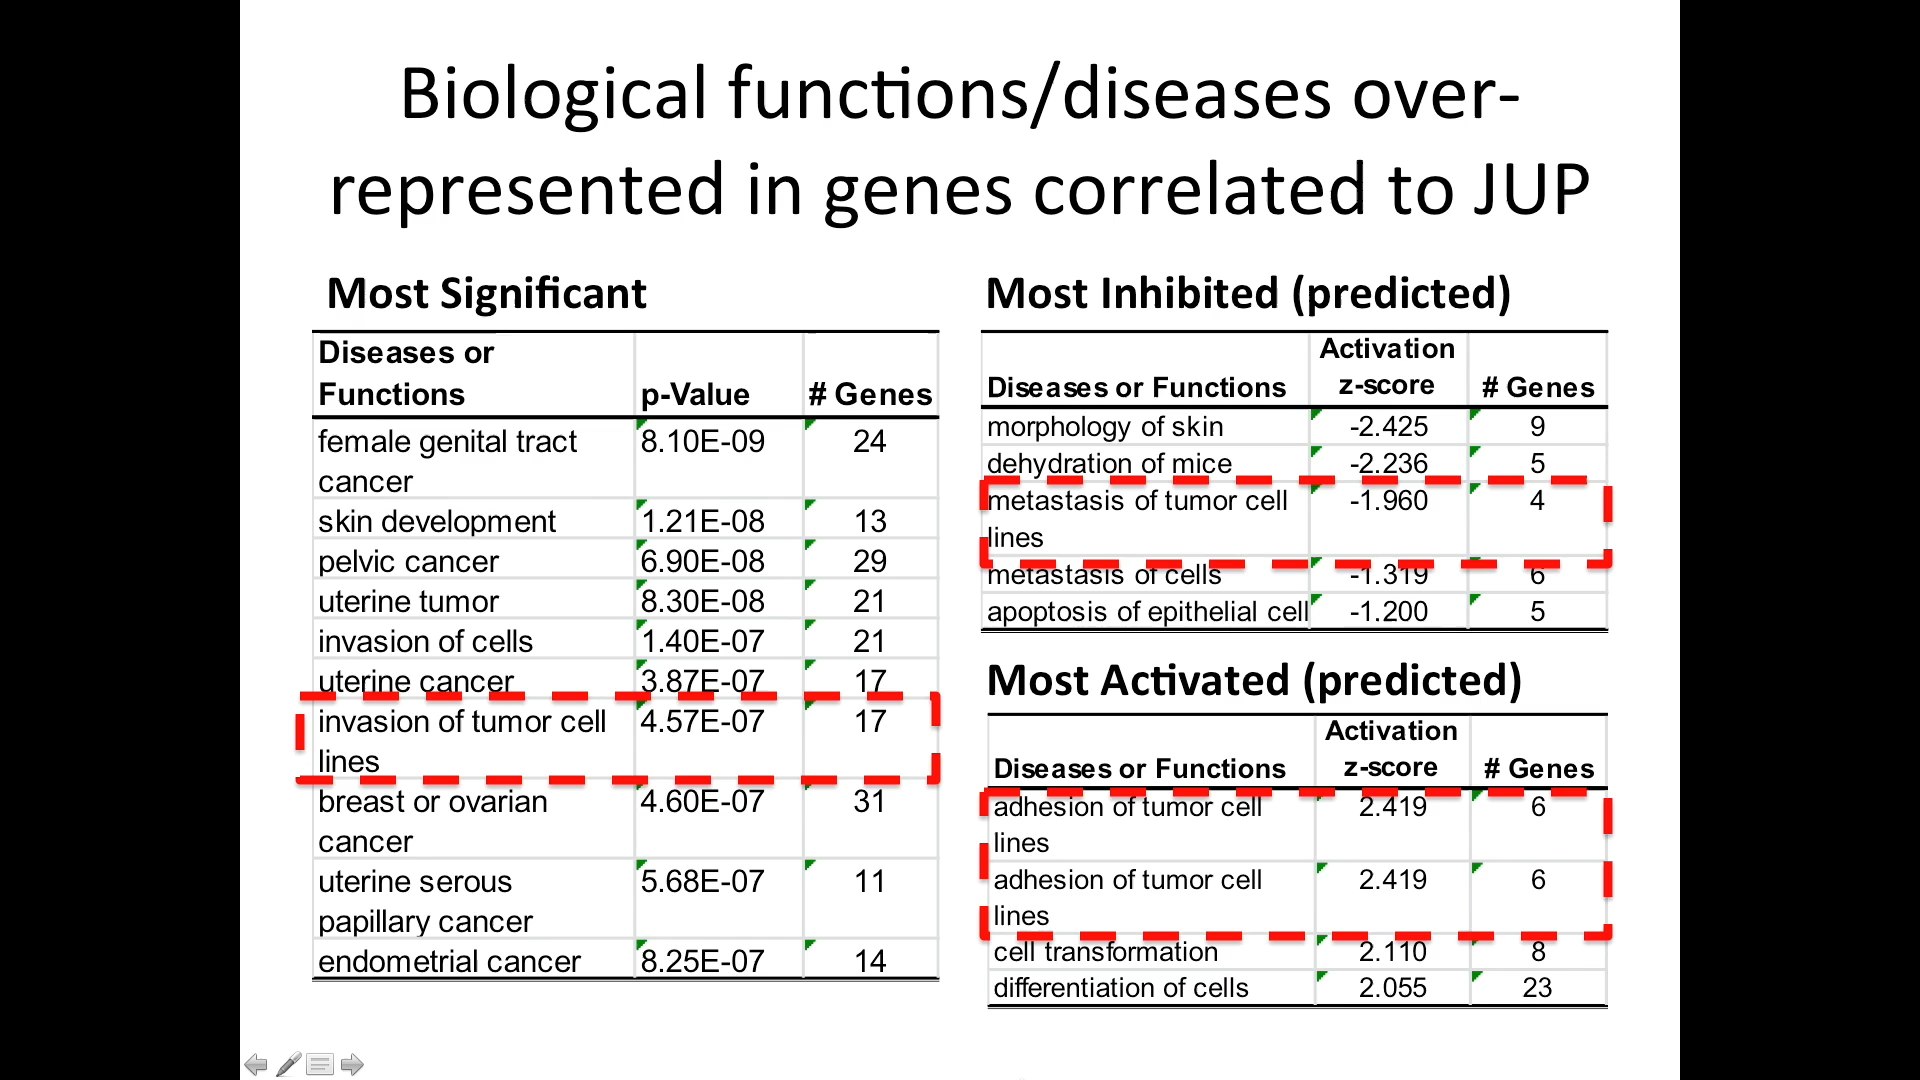 Biological functions/diseases over-
represented in genes correlated to JUP
Most Significant
Diseases or
Functions p-Value # Genes
female genital tract 8.10E-09 24
cancer
skin development 1.21E-08 13
pelvic cancer 6.90E-08 29
uterine tumor 8.30E-08 21
invasion of cells 1.40E-07 21
uterine cancer 3.87E-07 17
invasion of tumor cell 4.57E-07 17
lines
breast or ovarian 4.60E-07 31
cancer
uterine serous 5.68E-07 11
papillary cancer
endometrial cancer 8.25E-07 14
Most Inhibited (predicted)
Activation
Diseases or Functions z-score # Genes
morphology of skin -2.425 9
dehydration of mice -2.236 5
metastasis of tumor cell -1.960 4
lines
metastasis of cells -1.319 6
apoptosis of epithelial cell -1.200 5
Most Activated (predicted)
Activation
Diseases or Functions z-score # Genes
adhesion of tumor cell 2.419 6
lines
adhesion of tumor cell 2.419 6
lines
cell transformation 2.110 8
differentiation of cells 2.055 23